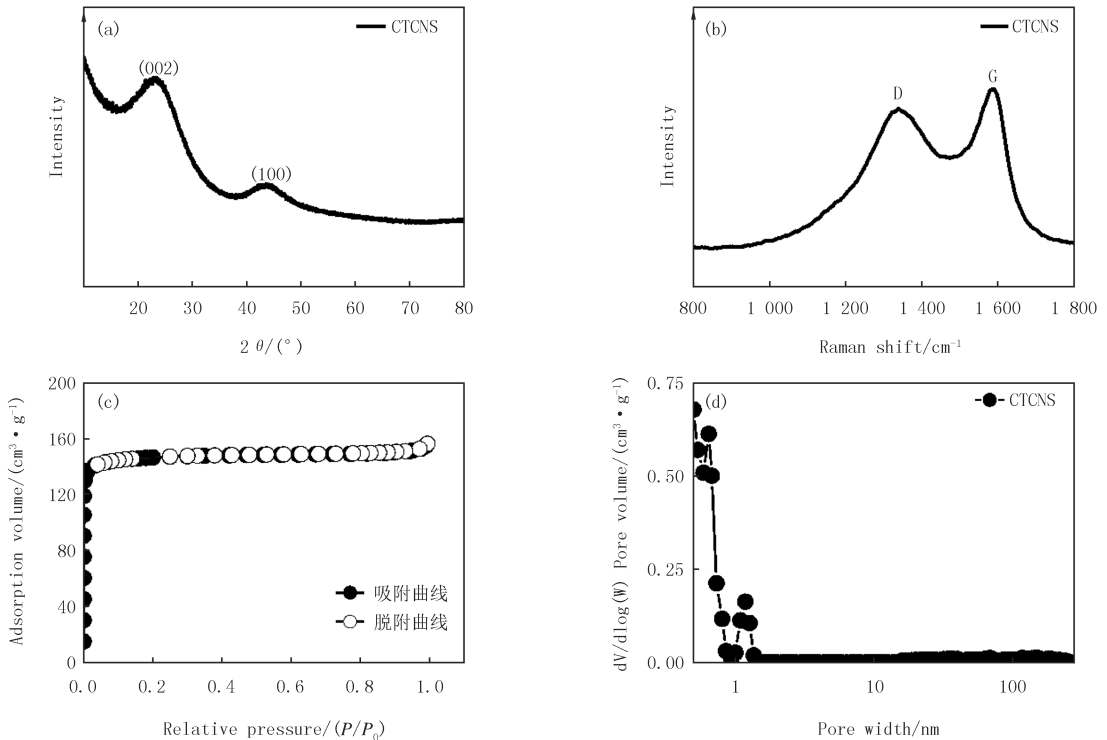 (a)
CTCNS
(002)
(100)
Intensity
20 30 40 50 60 70 80
2 θ/(°)
(b)
CTCNS
D
G
Intensity
800 1 000 1 200 1 400 1 600 1 800
Raman shift/cm⁻¹
(c)
200
160
120
80
40
0
Adsorption volume/(cm³·g⁻¹)
吸附曲线
脱附曲线
0.0 0.2 0.4 0.6 0.8 1.0
Relative pressure/(P/P₀)
(d)
CTCNS
0.75
0.50
0.25
0.00
dV/dlog(W) Pore volume/(cm³·g⁻¹)
1 10 100
Pore width/nm